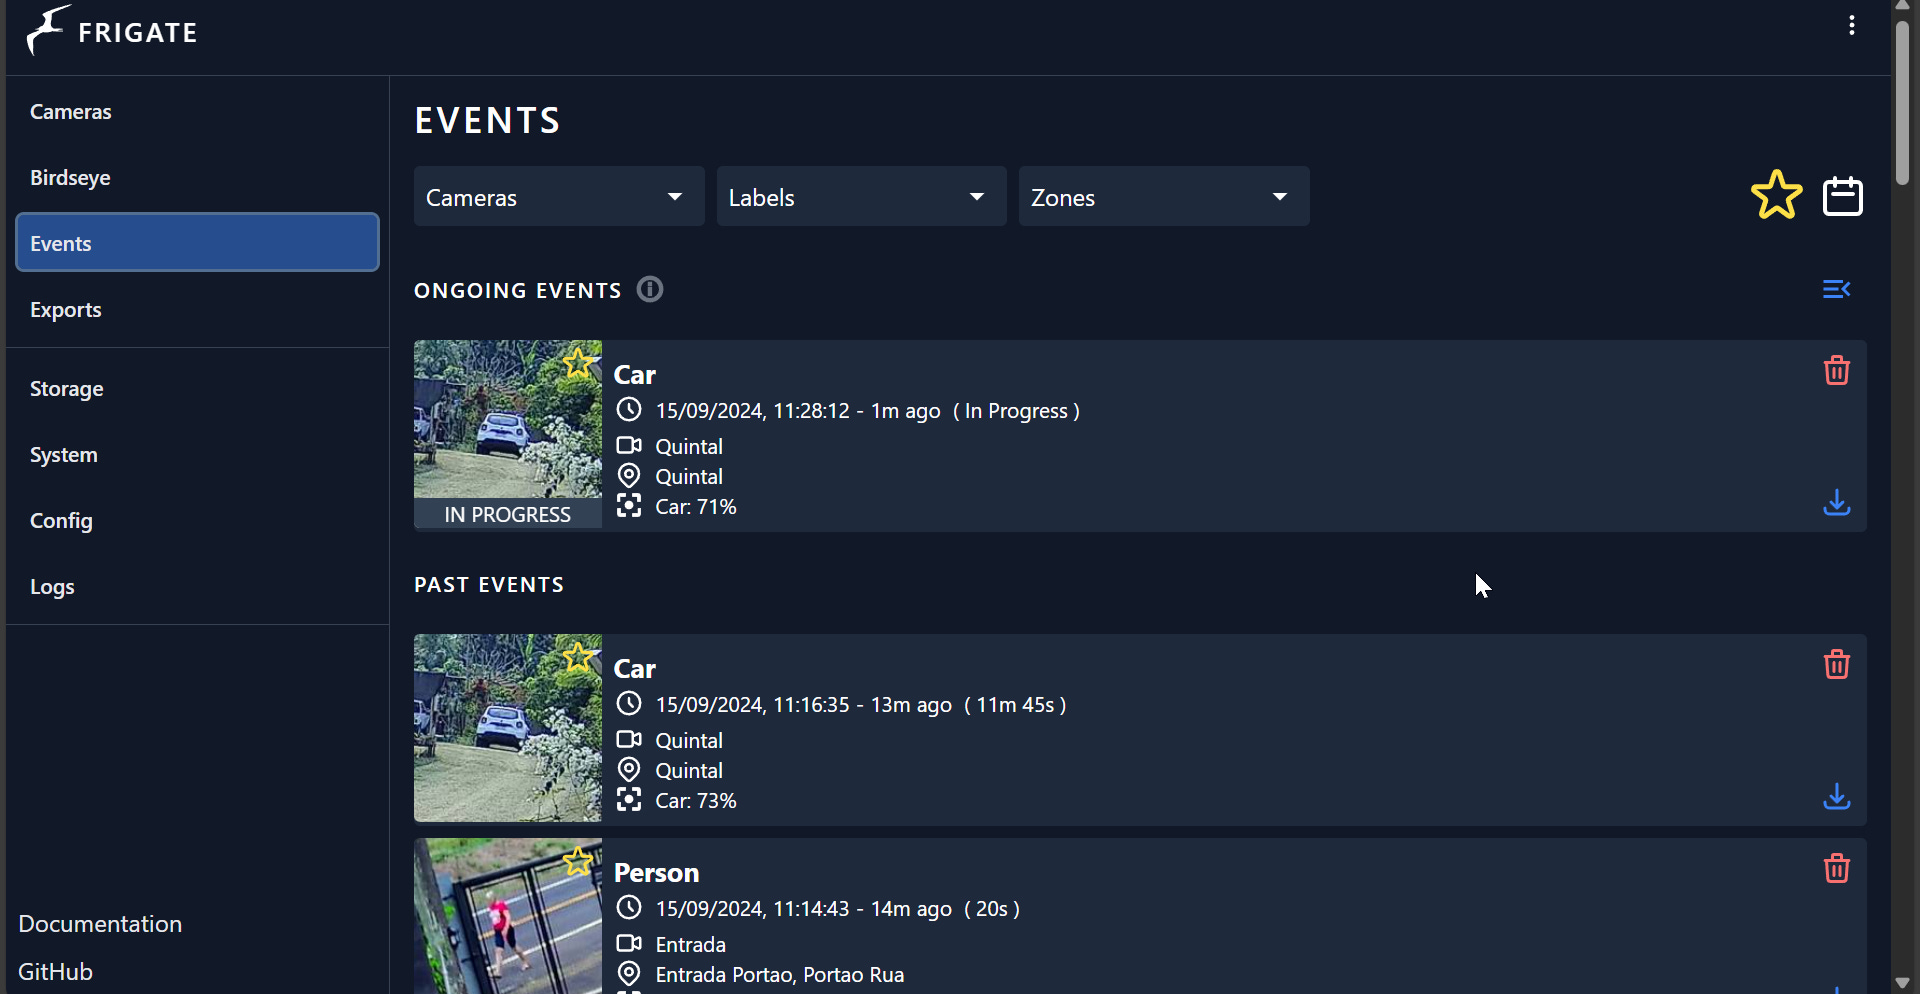 FRIGATE
Cameras
Birdseye
Events
Exports
Storage
System
Config
Logs
Documentation
GitHub
EVENTS
Cameras
Labels
Zones
ONGOING EVENTS
Car
15/09/2024, 11:28:12 - 1m ago ( In Progress )
Quintal
Quintal
Car: 71%
IN PROGRESS
PAST EVENTS
Car
15/09/2024, 11:16:35 - 13m ago ( 11m 45s )
Quintal
Quintal
Car: 73%
Person
15/09/2024, 11:14:43 - 14m ago ( 20s )
Entrada
Entrada Portao, Portao Rua